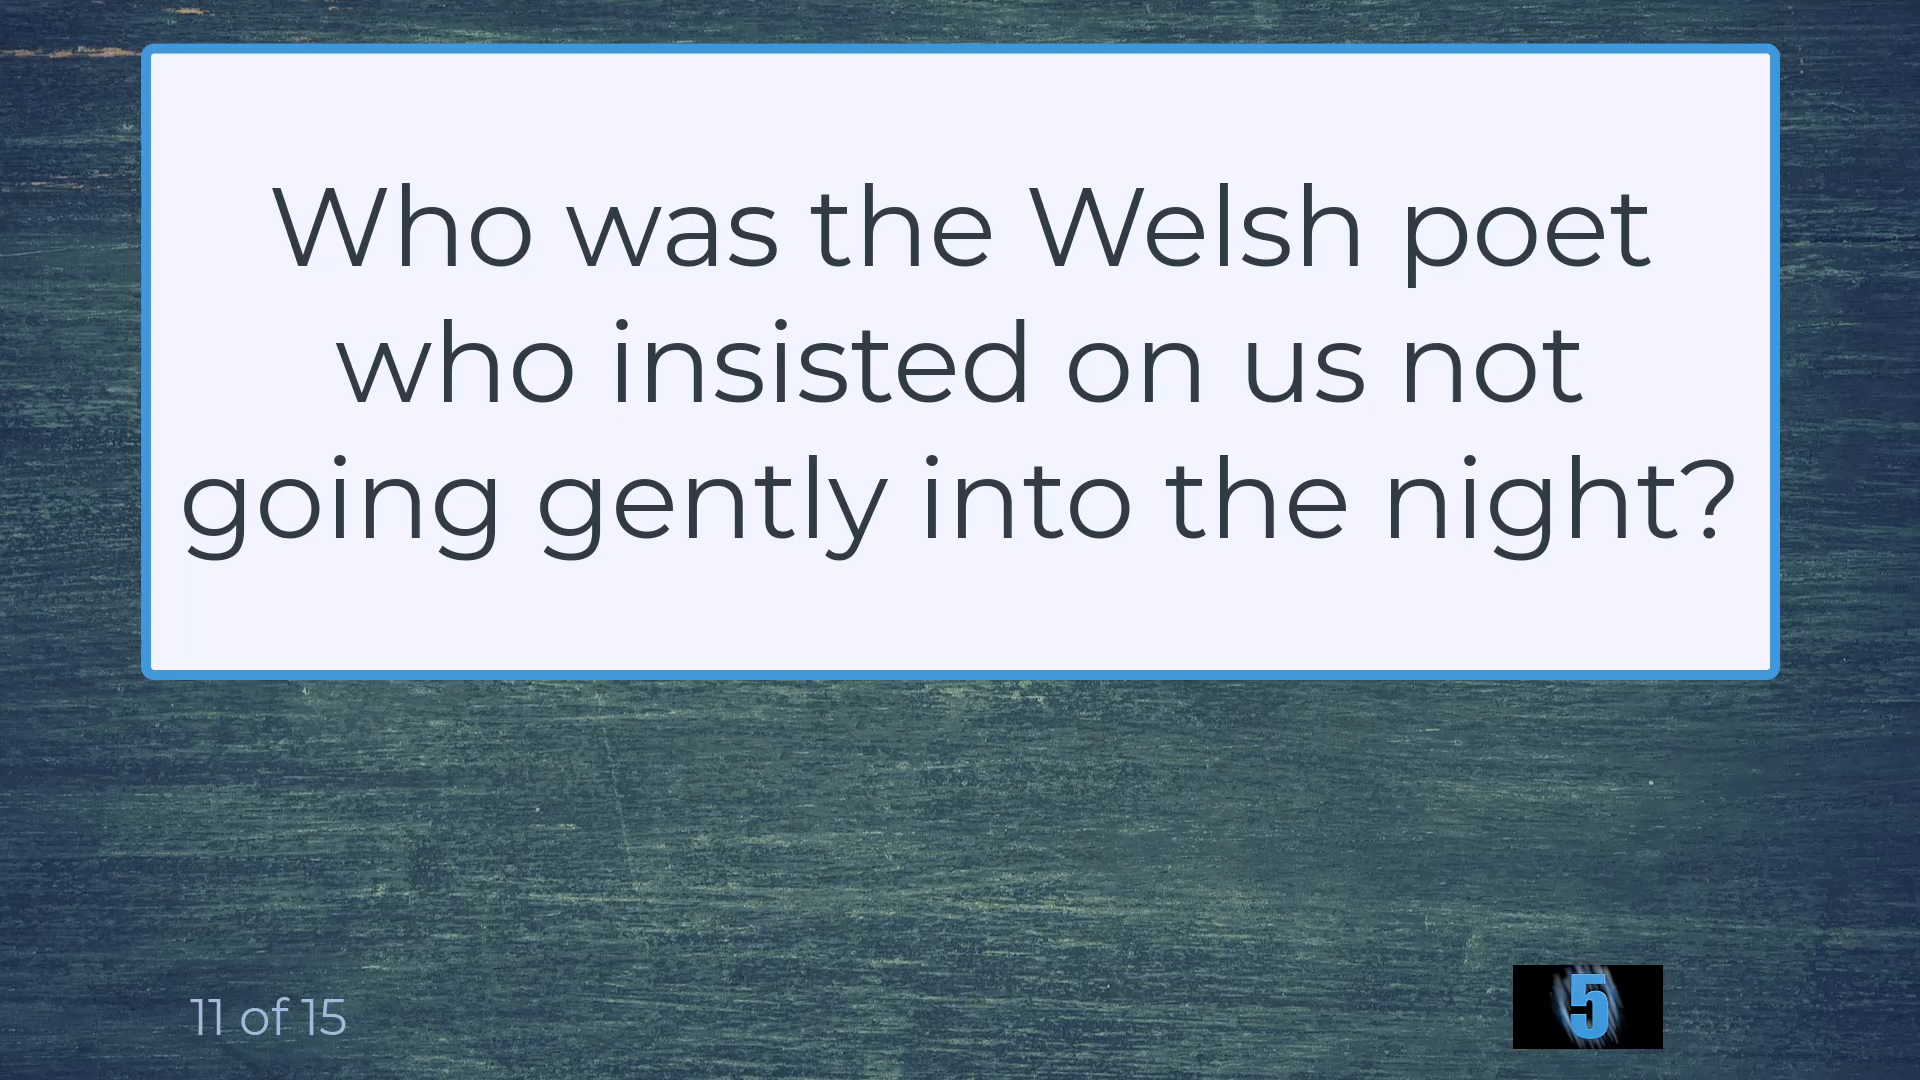 Who was the Welsh poet
who insisted on us not
going gently into the night?
11 of 15
5